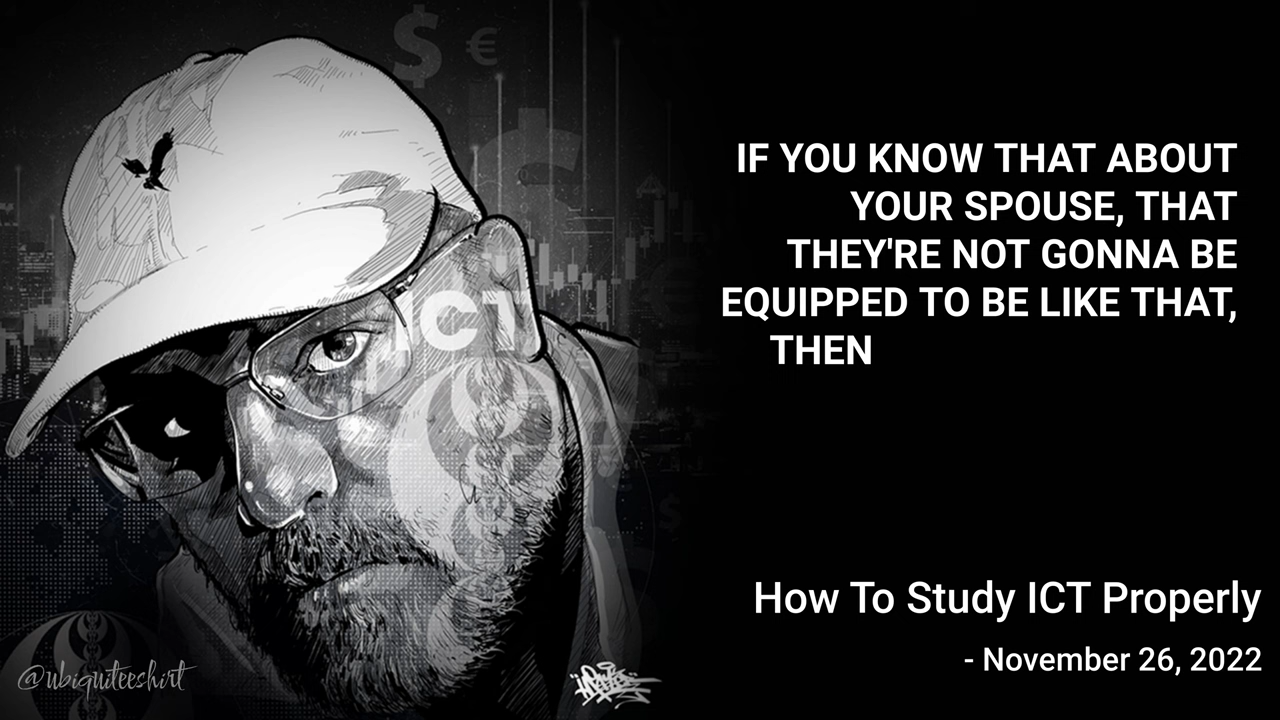 $ €
ICT
IF YOU KNOW THAT ABOUT
YOUR SPOUSE, THAT
THEY'RE NOT GONNA BE
EQUIPPED TO BE LIKE THAT,
THEN
How To Study ICT Properly
- November 26, 2022
@ubiquiteeshirt